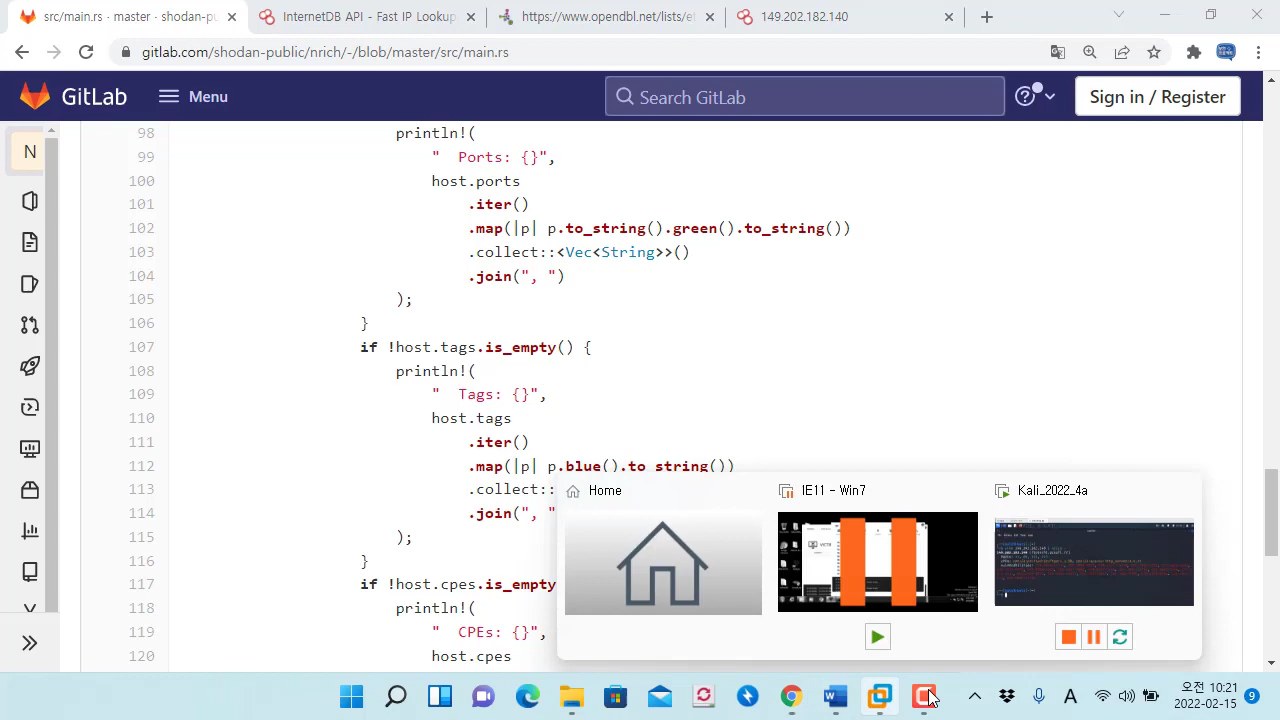 src/main.rs · master · shodan-pu
InternetDB API - Fast IP Lookup
https://www.opendbl.net/lists/et
149.202.182.140
gitlab.com/shodan-public/nrich/-/blob/master/src/main.rs
GitLab
Menu
Search GitLab
Sign in / Register
N
98 println!(
99 "  Ports: {}",
100 host.ports
101 .iter()
102 .map(|p| p.to_string().green().to_string())
103 .collect::<Vec<String>>()
104 .join(", ")
105 );
106 }
107 if !host.tags.is_empty() {
108 println!(
109 "  Tags: {}",
110 host.tags
111 .iter()
112 .map(|p| p.blue().to_string())
113 .collect::
114 .join(", "
115 );
116
117 if !host.cpes.is_empty
118 println!(
119 "  CPEs: {}",
120 host.cpes
Home
IE11 - Win7
Kali_2022_4a
A
오전 10:21
2022-02-15
9